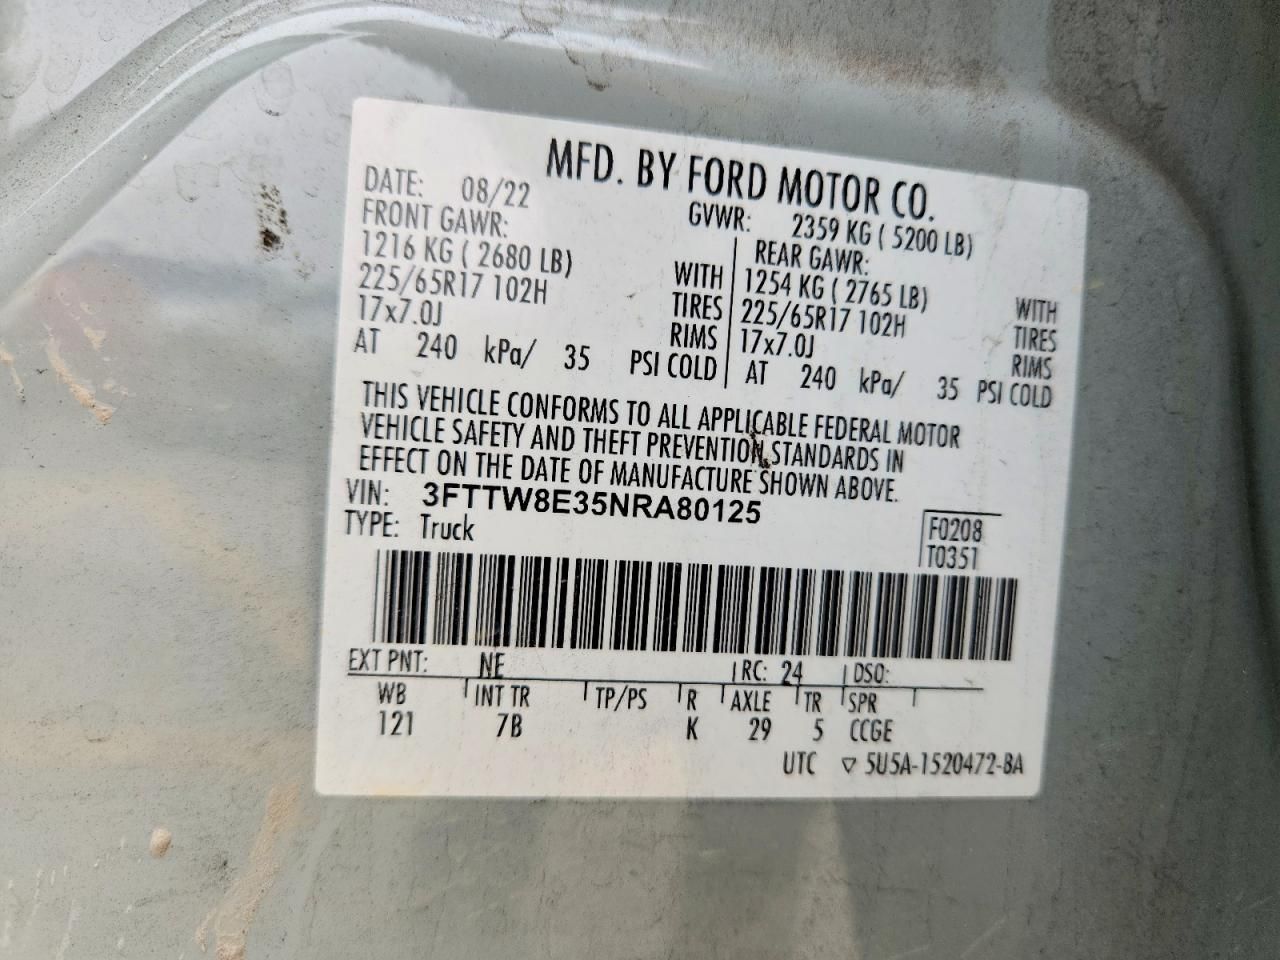 MFD. BY FORD MOTOR CO.
DATE: 08/22
GVWR: 2359 KG ( 5200 LB)
FRONT GAWR:
1216 KG ( 2680 LB) WITH
225/65R17 102H TIRES
17x7.0J RIMS
AT 240 kPa/ 35 PSI COLD
REAR GAWR:
1254 KG ( 2765 LB) WITH
225/65R17 102H TIRES
17x7.0J RIMS
AT 240 kPa/ 35 PSI COLD
THIS VEHICLE CONFORMS TO ALL APPLICABLE FEDERAL MOTOR
VEHICLE SAFETY AND THEFT PREVENTION STANDARDS IN
EFFECT ON THE DATE OF MANUFACTURE SHOWN ABOVE.
VIN: 3FTTW8E35NRA80125
TYPE: Truck
F0208
T0351
EXT PNT: NE RC: 24 DSO:
WB INT TR TP/PS R AXLE TR SPR
121 7B K 29 5 CCGE
UTC ▽ 5U5A-1520472-BA